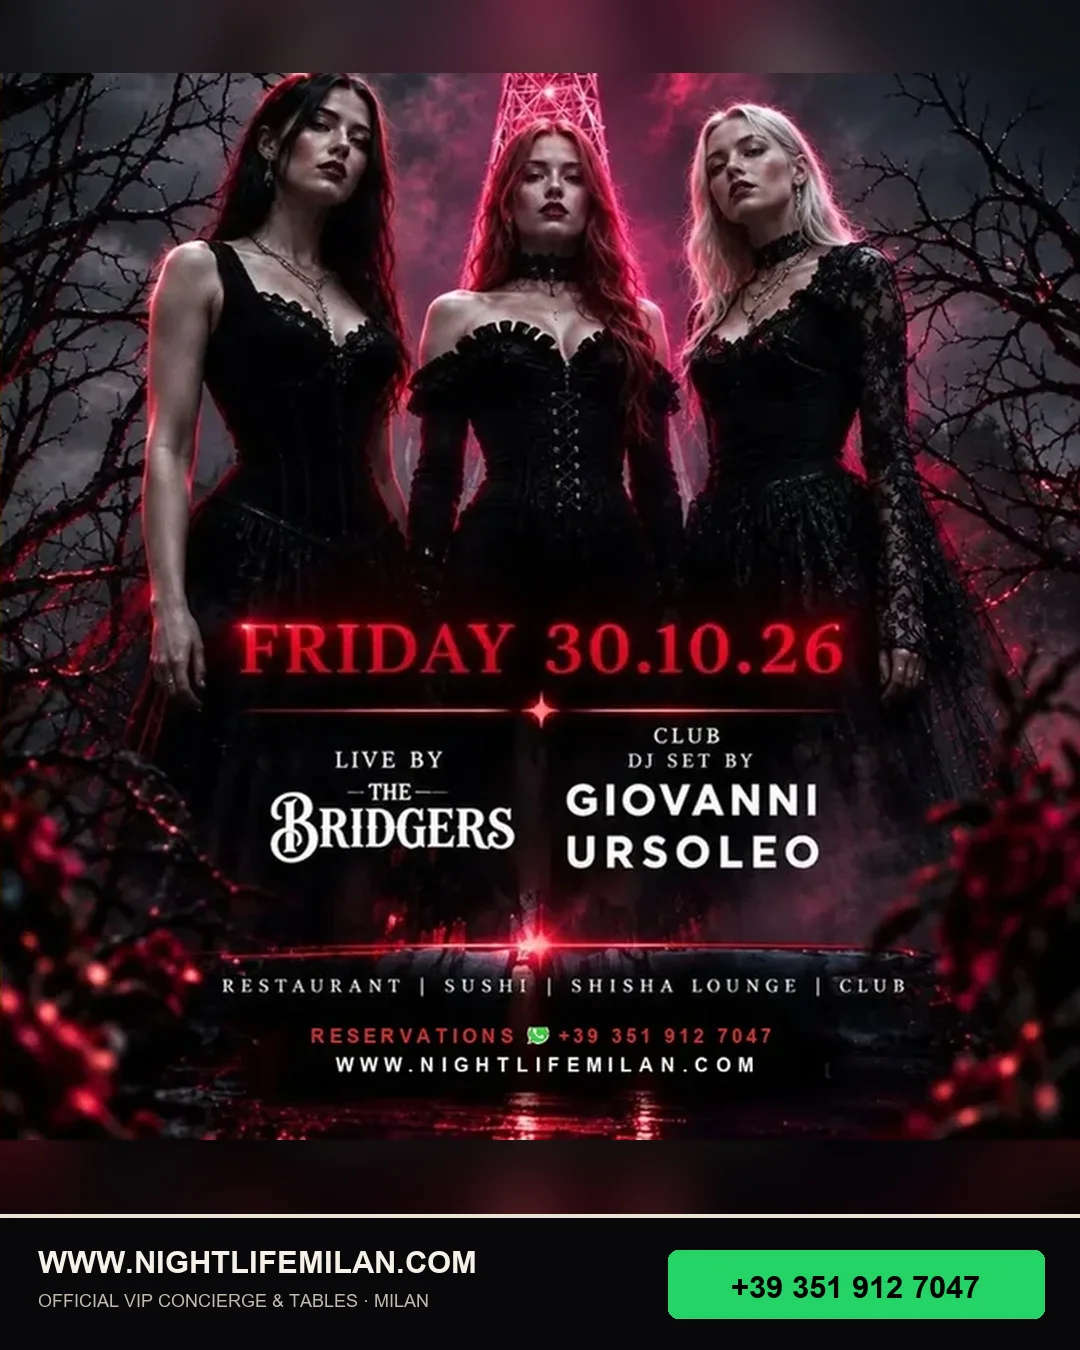 FRIDAY 30.10.26
LIVE BY
THE
BRIDGERS
CLUB
DJ SET BY
GIOVANNI
URSOLEO
RESTAURANT | SUSHI | SHISHA LOUNGE | CLUB
RESERVATIONS +39 351 912 7047
WWW.NIGHTLIFEMILAN.COM
WWW.NIGHTLIFEMILAN.COM
OFFICIAL VIP CONCIERGE & TABLES · MILAN
+39 351 912 7047